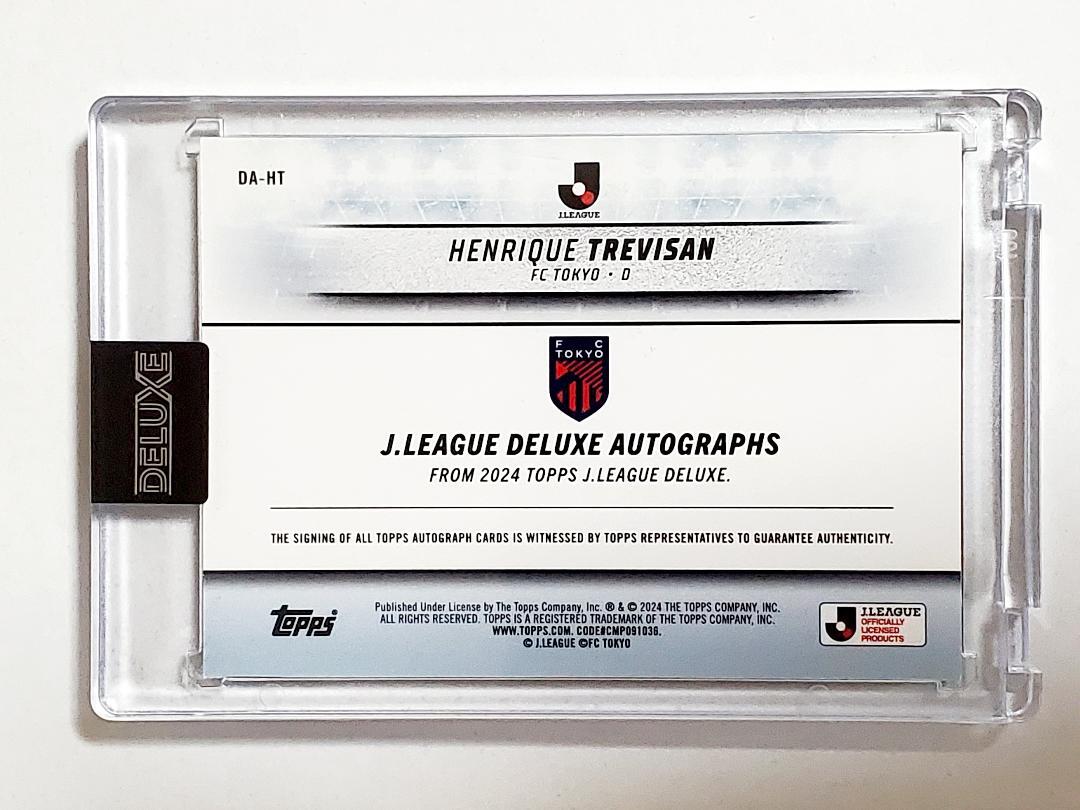 DA-HT
J.LEAGUE
HENRIQUE TREVISAN
FC TOKYO • D
F C
TOKYO
DELUXE
J.LEAGUE DELUXE AUTOGRAPHS
FROM 2024 TOPPS J.LEAGUE DELUXE.
THE SIGNING OF ALL TOPPS AUTOGRAPH CARDS IS WITNESSED BY TOPPS REPRESENTATIVES TO GUARANTEE AUTHENTICITY.
topps
Published Under License by The Topps Company, Inc. ® & © 2024 THE TOPPS COMPANY, INC.
ALL RIGHTS RESERVED. TOPPS IS A REGISTERED TRADEMARK OF THE TOPPS COMPANY, INC.
WWW.TOPPS.COM. CODE#CMP091036.
© J.LEAGUE ©FC TOKYO
J.LEAGUE
OFFICIALLY
LICENSED
PRODUCTS